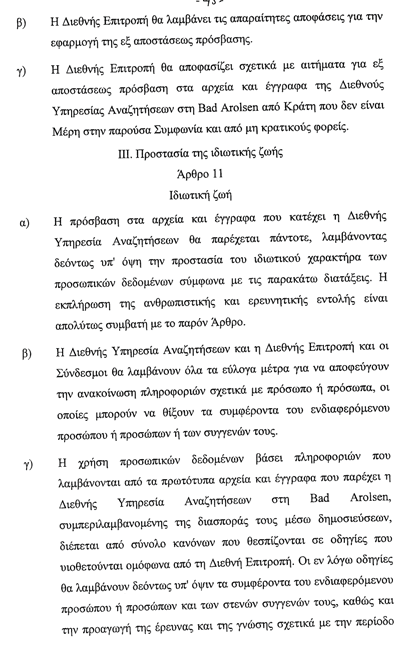 β) Η Διεθνής Επιτροπή θα λαμβάνει τις απαραίτητες αποφάσεις για την
εφαρμογή της εξ αποστάσεως πρόσβασης.
γ) Η Διεθνής Επιτροπή θα αποφασίζει σχετικά με αιτήματα για εξ
αποστάσεως πρόσβαση στα αρχεία και έγγραφα της Διεθνούς
Υπηρεσίας Αναζητήσεων στη Bad Arolsen από Κράτη που δεν είναι
Μέρη στην παρούσα Συμφωνία και από μη κρατικούς φορείς.
III. Προστασία της ιδιωτικής ζωής
Άρθρο 11
Ιδιωτική ζωή
α) Η πρόσβαση στα αρχεία και έγγραφα που κατέχει η Διεθνής
Υπηρεσία Αναζητήσεων θα παρέχεται πάντοτε, λαμβάνοντας
δεόντως υπ' όψη την προστασία του ιδιωτικού χαρακτήρα των
προσωπικών δεδομένων σύμφωνα με τις παρακάτω διατάξεις. Η
εκπλήρωση της ανθρωπιστικής και ερευνητικής εντολής είναι
απολύτως συμβατή με το παρόν Άρθρο.
β) Η Διεθνής Υπηρεσία Αναζητήσεων και η Διεθνής Επιτροπή και οι
Σύνδεσμοι θα λαμβάνουν όλα τα εύλογα μέτρα για να αποφεύγουν
την ανακοίνωση πληροφοριών σχετικά με πρόσωπο ή πρόσωπα, οι
οποίες μπορούν να θίξουν τα συμφέροντα του ενδιαφερόμενου
προσώπου ή προσώπων ή των συγγενών τους.
γ) Η χρήση προσωπικών δεδομένων βάσει πληροφοριών που
λαμβάνονται από τα πρωτότυπα αρχεία και έγγραφα που παρέχει η
Διεθνής Υπηρεσία Αναζητήσεων στη Bad Arolsen,
συμπεριλαμβανομένης της διασποράς τους μέσω δημοσιεύσεων,
διέπεται από σύνολο κανόνων που θεσπίζονται σε οδηγίες που
υιοθετούνται ομόφωνα από τη Διεθνή Επιτροπή. Οι εν λόγω οδηγίες
θα λαμβάνουν δεόντως υπ' όψιν τα συμφέροντα του ενδιαφερόμενου
προσώπου ή προσώπων και των στενών συγγενών τους, καθώς και
την προαγωγή της έρευνας και της γνώσης σχετικά με την περίοδο